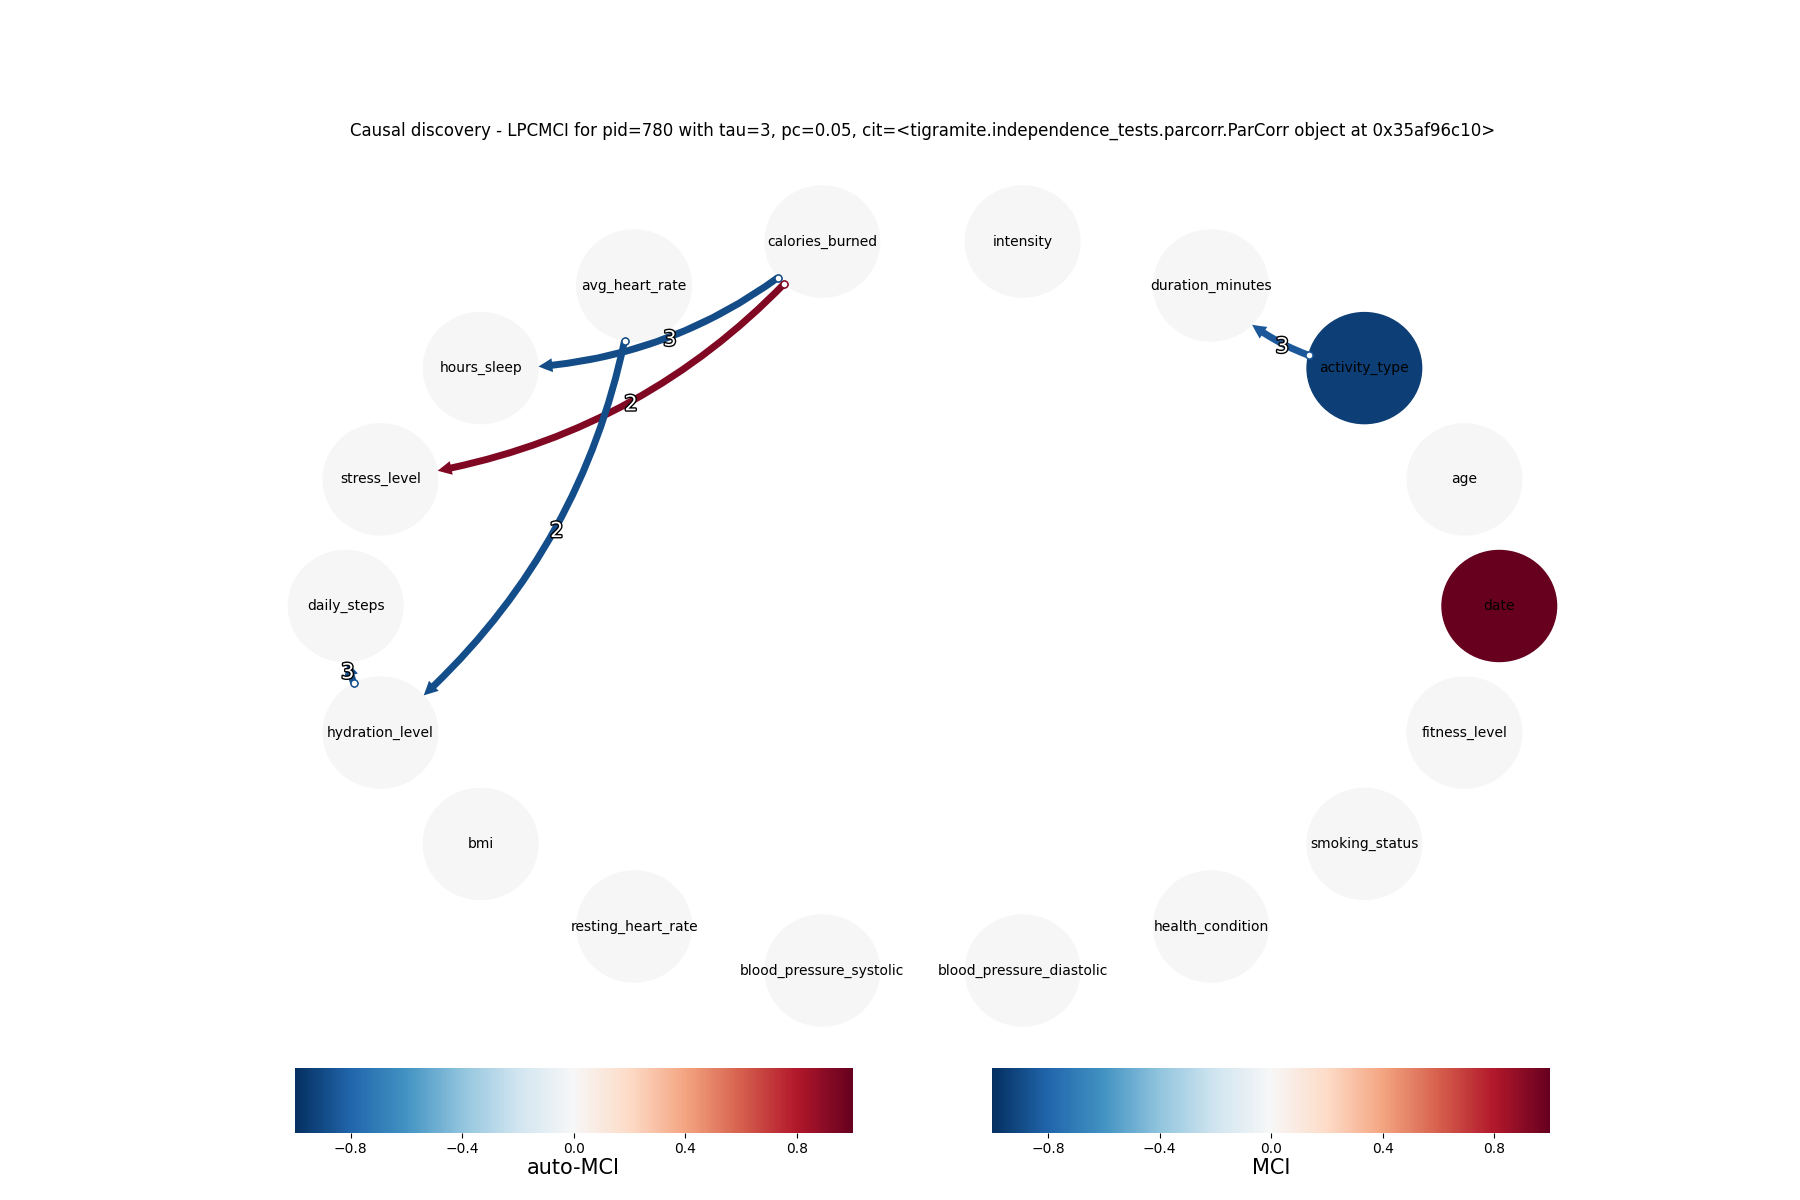 Causal discovery - LPCMCI for pid=780 with tau=3, pc=0.05, cit=<tigramite.independence_tests.parcorr.ParCorr object at 0x35af96c10>
calories_burned
intensity
avg_heart_rate
duration_minutes
3
3
hours_sleep
activity_type
2
stress_level
age
2
daily_steps
date
3
hydration_level
fitness_level
bmi
smoking_status
resting_heart_rate
health_condition
blood_pressure_systolic
blood_pressure_diastolic
−0.8 −0.4 0.0 0.4 0.8
auto-MCI
−0.8 −0.4 0.0 0.4 0.8
MCI